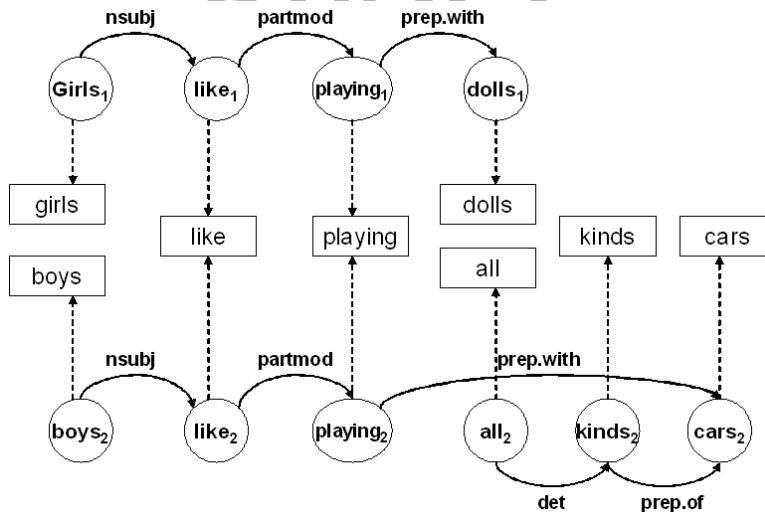 nsubj partmod prep.with
Girls1 like1 playing1 dolls1
girls dolls
like playing kinds cars
boys all
nsubj partmod prep.with
boys2 like2 playing2 all2 kinds2 cars2
det prep.of